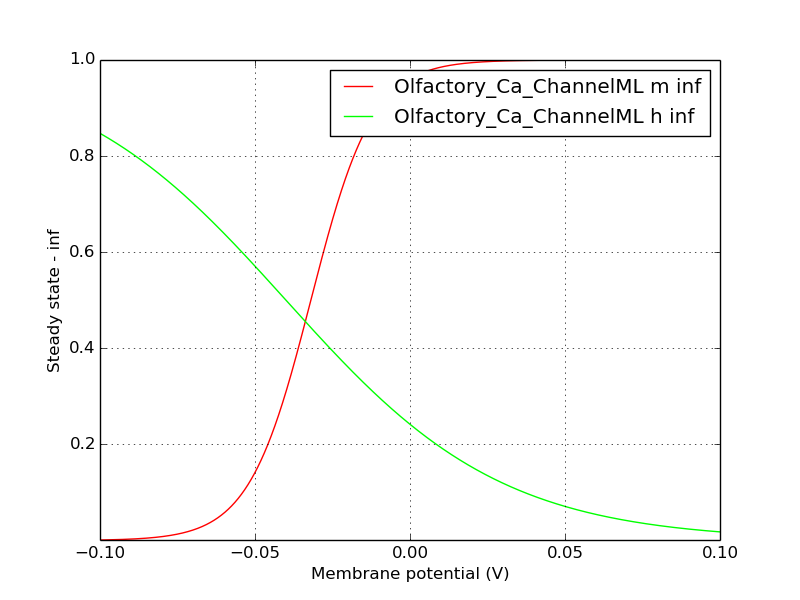 1.0
0.8
0.6
0.4
0.2
Steady state - inf
Olfactory_Ca_ChannelML m inf
Olfactory_Ca_ChannelML h inf
−0.10 −0.05 0.00 0.05 0.10
Membrane potential (V)